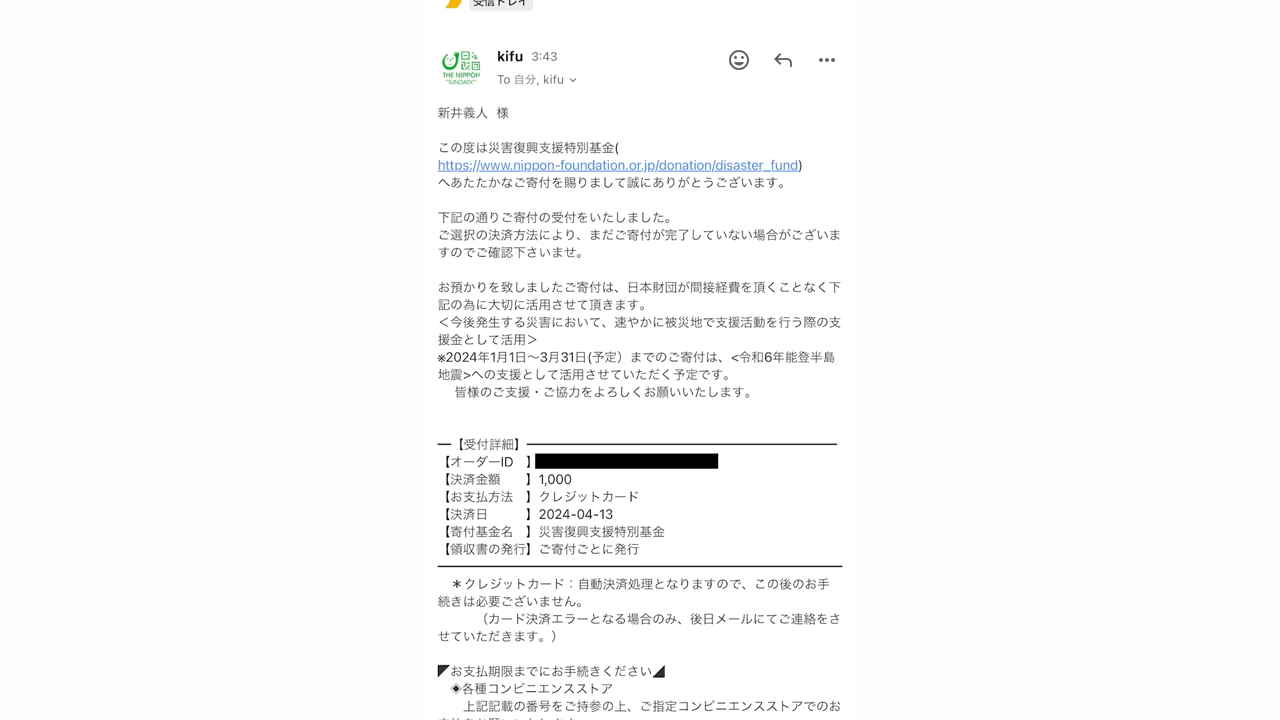 受信トレイ
kifu 3:43
To 自分, kifu
日本財団
THE NIPPON
FOUNDATION
新井義人 様
この度は災害復興支援特別基金(
https://www.nippon-foundation.or.jp/donation/disaster_fund)
へあたたかなご寄付を賜りまして誠にありがとうございます。
下記の通りご寄付の受付をいたしました。
ご選択の決済方法により、まだご寄付が完了していない場合がございま
すのでご確認下さいませ。
お預かりを致しましたご寄付は、日本財団が間接経費を頂くことなく下
記の為に大切に活用させて頂きます。
＜今後発生する災害において、速やかに被災地で支援活動を行う際の支
援金として活用＞
※2024年1月1日〜3月31日(予定）までのご寄付は、<令和6年能登半島
地震>への支援として活用させていただく予定です。
皆様のご支援・ご協力をよろしくお願いいたします。
━【受付詳細】━━━━━━━━━━━━━━━━━━━━
【オーダーID 】
【決済金額 】1,000
【お支払方法 】クレジットカード
【決済日 】2024-04-13
【寄付基金名 】災害復興支援特別基金
【領収書の発行】ご寄付ごとに発行
＊クレジットカード：自動決済処理となりますので、この後のお手
続きは必要ございません。
（カード決済エラーとなる場合のみ、後日メールにてご連絡をさ
せていただきます。）
◤お支払期限までにお手続きください◢
◈各種コンビニエンスストア
上記記載の番号をご持参の上、ご指定コンビニエンスストアでのお